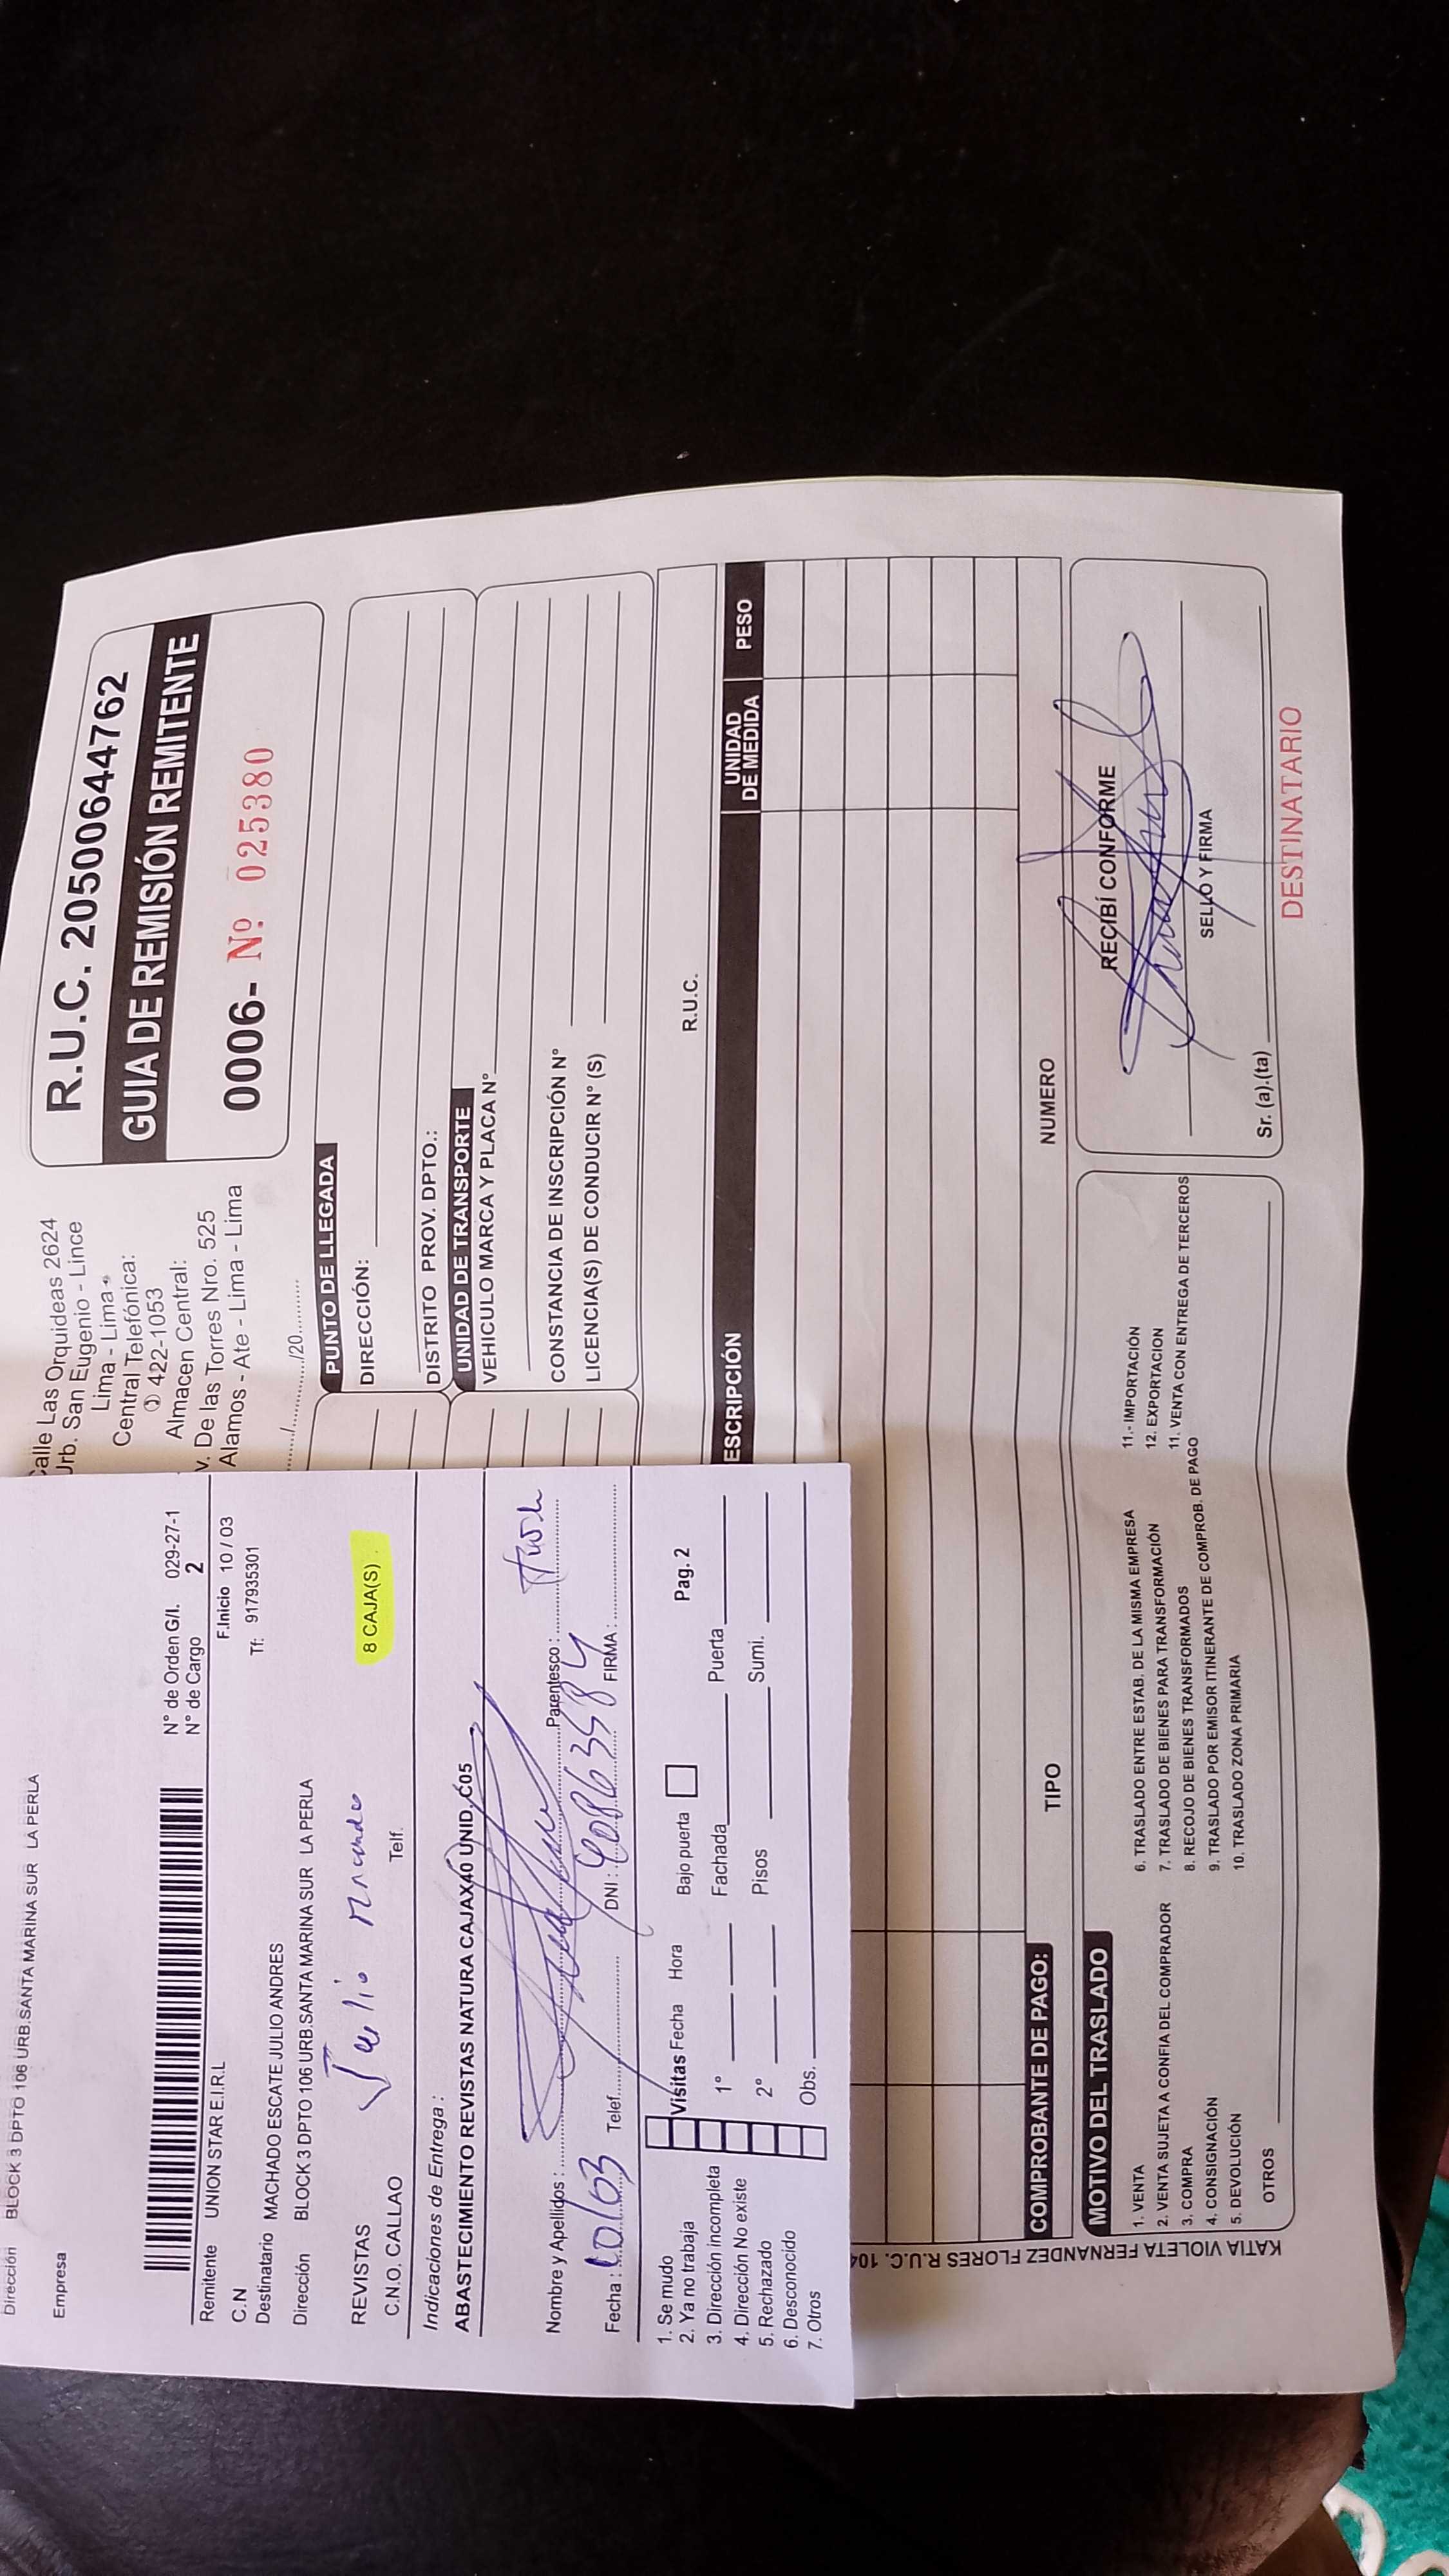 Dirección BLOCK 3 DPTO 106 URB.SANTA MARINA SUR LA PERLA
Empresa
N° de Orden G/I. 029-27-1
N° de Cargo 2
Remitente UNION STAR E.I.R.L
F.Inicio 10 / 03
C.N
Tf: 917935301
Destinatario MACHADO ESCATE JULIO ANDRES
Dirección BLOCK 3 DPTO 106 URB.SANTA MARINA SUR LA PERLA
REVISTAS
8 CAJA(S)
C.N.O. CALLAO Telf.
Indicaciones de Entrega :
ABASTECIMIENTO REVISTAS NATURA CAJAX40 UNID. C05
Nombre y Apellidos : Parentesco :
Fecha : 10/03 Telef. DNI : 40863584 FIRMA :
1. Se mudo
2. Ya no trabaja
3. Dirección incompleta
4. Dirección No existe
5. Rechazado
6. Desconocido
7. Otros
Visitas Fecha Hora Bajo puerta Pag. 2
1° Fachada Puerta
2° Pisos Sumi.
Obs.
Calle Las Orquideas 2624
Urb. San Eugenio - Lince
Lima - Lima
Central Telefónica:
422-1053
Almacen Central:
v. De las Torres Nro. 525
Alamos - Ate - Lima - Lima
R.U.C. 20500644762
GUIA DE REMISIÓN REMITENTE
0006- Nº 025380
/ /20
PUNTO DE LLEGADA
DIRECCIÓN:
DISTRITO PROV. DPTO.:
UNIDAD DE TRANSPORTE
VEHICULO MARCA Y PLACA N°
CONSTANCIA DE INSCRIPCIÓN N°
LICENCIA(S) DE CONDUCIR N° (S)
R.U.C.
ESCRIPCIÓN UNIDAD DE MEDIDA PESO
COMPROBANTE DE PAGO: TIPO NUMERO
MOTIVO DEL TRASLADO
1. VENTA
2. VENTA SUJETA A CONFIA DEL COMPRADOR
3. COMPRA
4. CONSIGNACIÓN
5. DEVOLUCIÓN
OTROS
6. TRASLADO ENTRE ESTAB. DE LA MISMA EMPRESA
7. TRASLADO DE BIENES PARA TRANSFORMACIÓN
8. RECOJO DE BIENES TRANSFORMADOS
9. TRASLADO POR EMISOR ITINERANTE DE COMPROB. DE PAGO
10. TRASLADO ZONA PRIMARIA
11.- IMPORTACIÓN
12. EXPORTACION
11. VENTA CON ENTREGA DE TERCEROS
RECIBÍ CONFORME
SELLO Y FIRMA
Sr. (a).(ta)
DESTINATARIO
KATIA VIOLETA FERNANDEZ FLORES R.U.C. 104